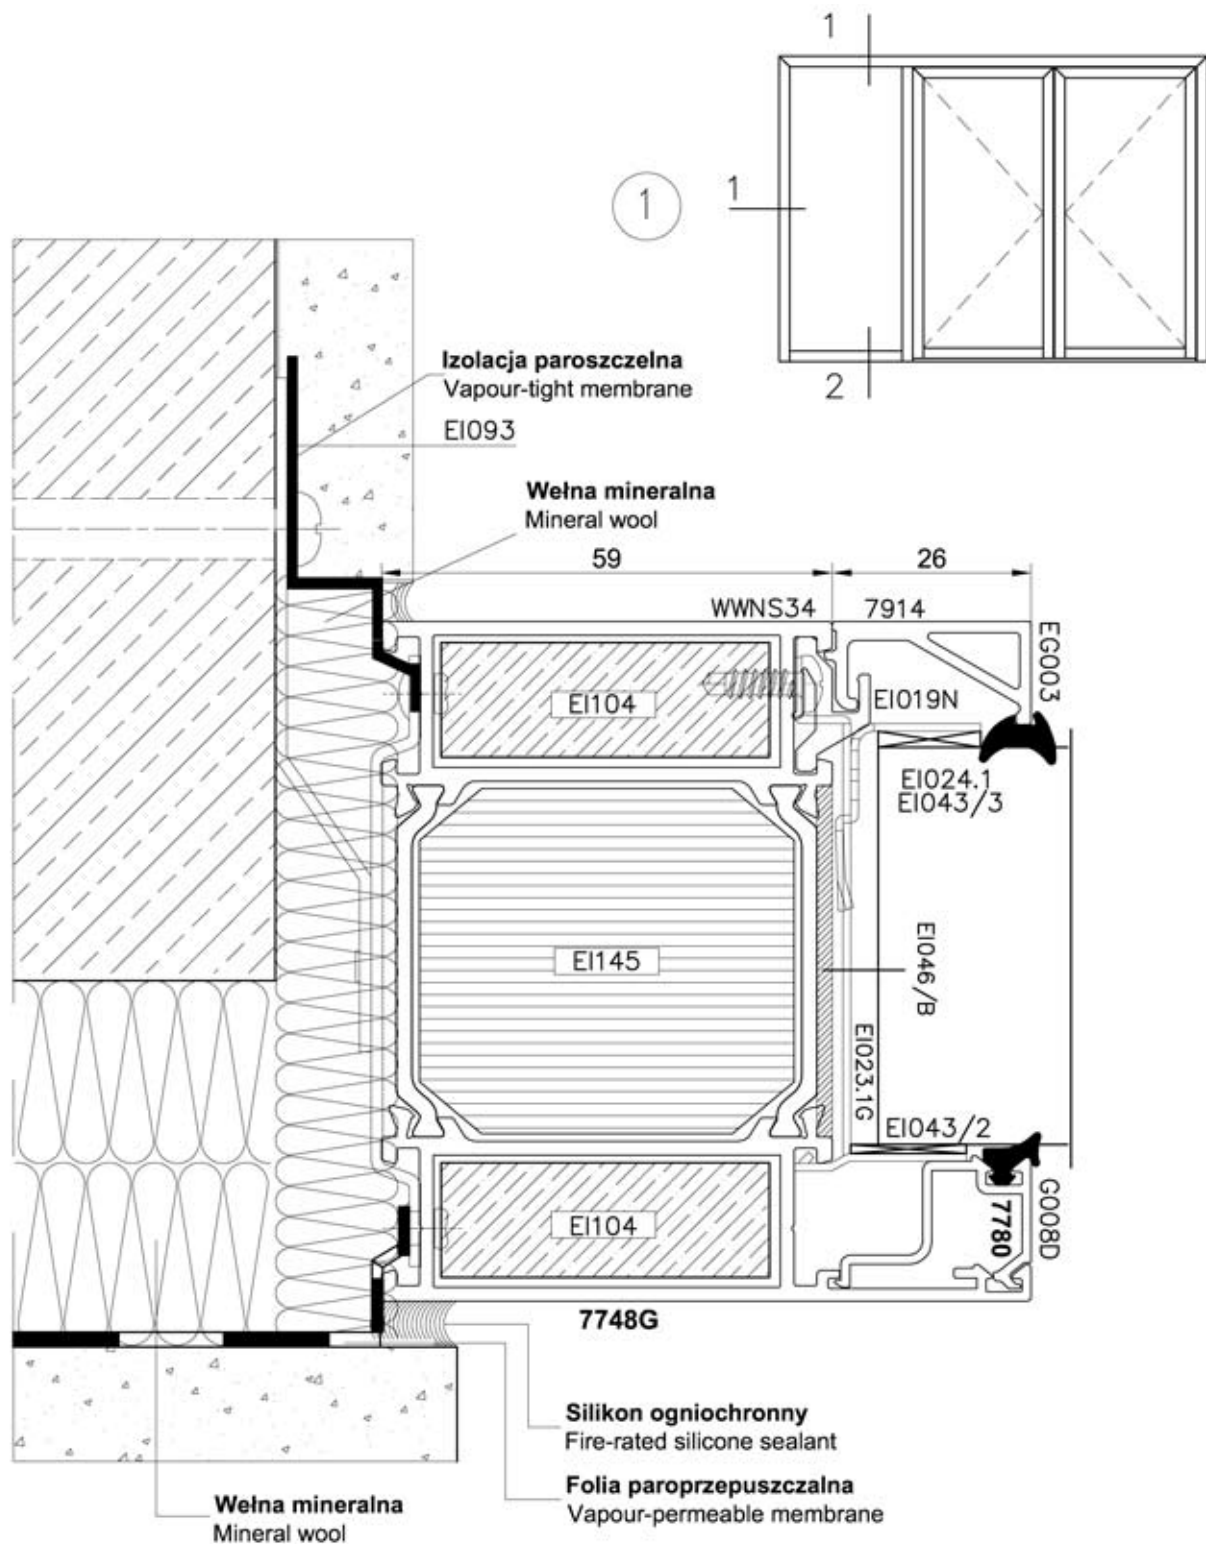 1
1
1
2
Izolacja paroszczelna
Vapour-tight membrane
EI093
Wełna mineralna
Mineral wool
59
26
WWNS34
7914
EG003
EI104
EI019N
EI024.1
EI043/3
EI145
EI046/B
EI023.1G
EI043/2
EI104
7780
G008D
7748G
Silikon ogniochronny
Fire-rated silicone sealant
Folia paroprzepuszczalna
Vapour-permeable membrane
Wełna mineralna
Mineral wool